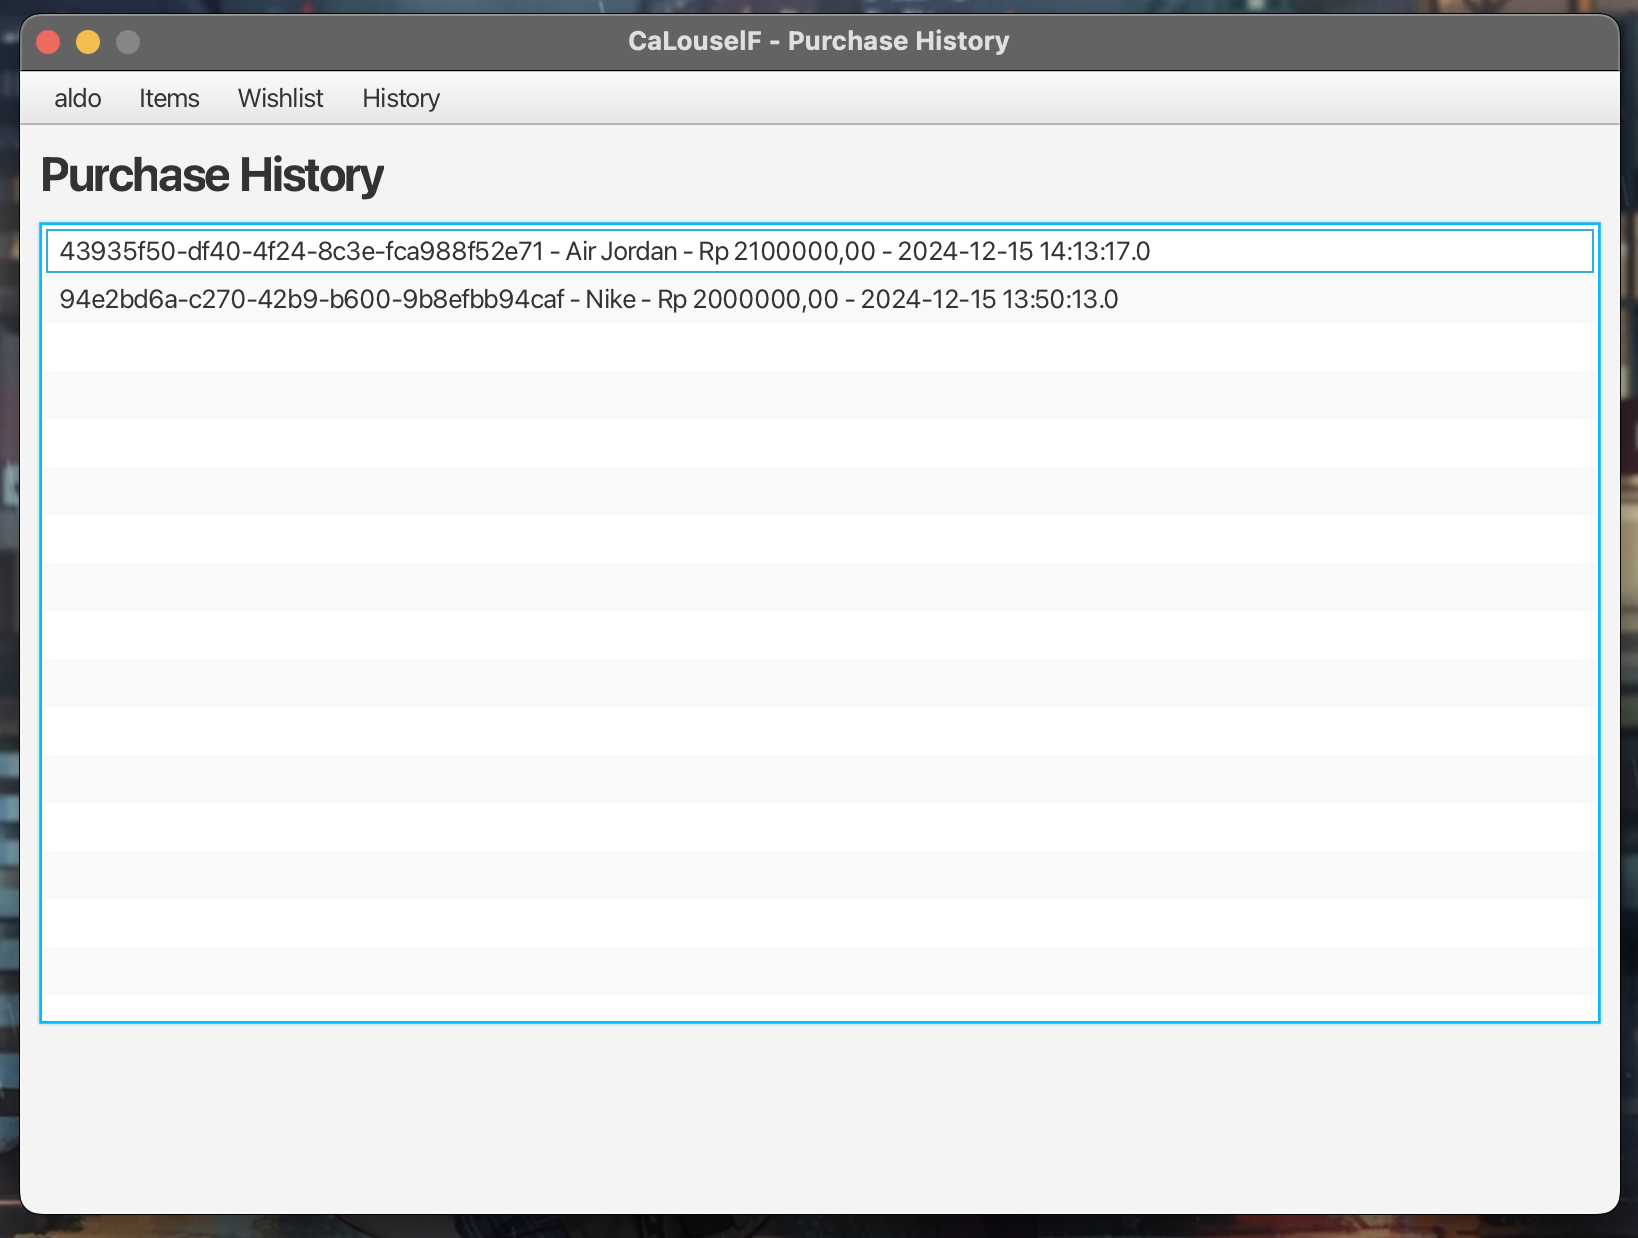 CaLouselF - Purchase History
aldo Items Wishlist History
Purchase History
43935f50-df40-4f24-8c3e-fca988f52e71 - Air Jordan - Rp 2100000,00 - 2024-12-15 14:13:17.0
94e2bd6a-c270-42b9-b600-9b8efbb94caf - Nike - Rp 2000000,00 - 2024-12-15 13:50:13.0